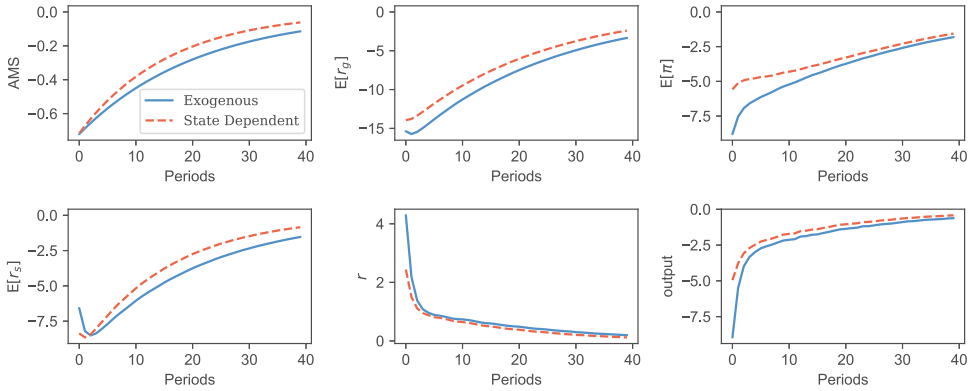 0.0
−0.2
−0.4
−0.6
AMS
Exogenous
State Dependent
0 10 20 30 40
Periods
0
−5
−10
−15
E[r_g]
0 10 20 30 40
Periods
0.0
−2.5
−5.0
−7.5
E[π]
0 10 20 30 40
Periods
0.0
−2.5
−5.0
−7.5
E[r_s]
0 10 20 30 40
Periods
4
2
0
r
0 10 20 30 40
Periods
0.0
−2.5
−5.0
−7.5
output
0 10 20 30 40
Periods